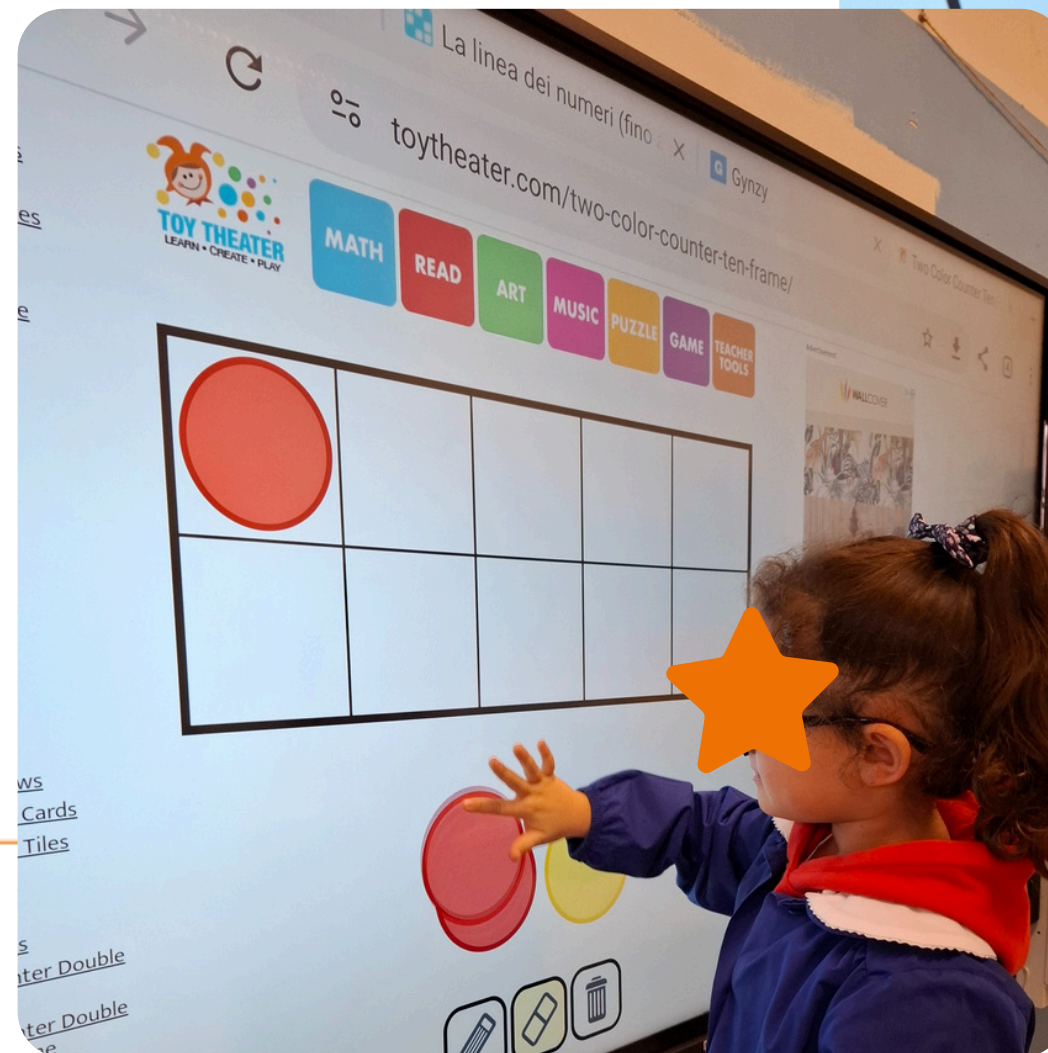 La linea dei numeri (fino
Gynzy
toytheater.com/two-color-counter-ten-frame/
Two Color Counter Ten
TOY THEATER
LEARN • CREATE • PLAY
MATH
READ
ART
MUSIC
PUZZLE
GAME
TEACHER
TOOLS
Advertisement
WALLCOVER
es
e
ws
Cards
Tiles
s
nter Double
ter Double